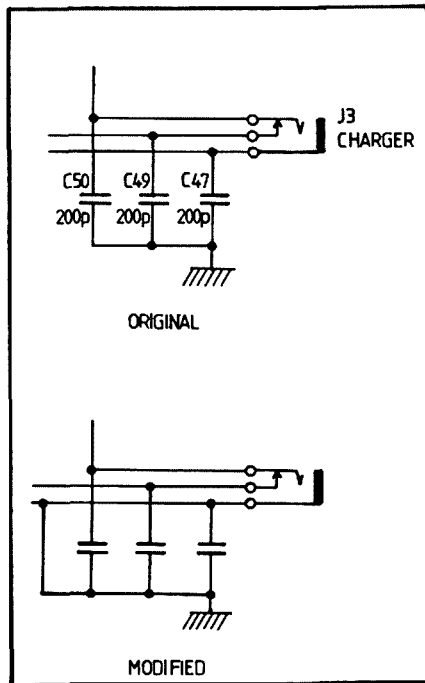 J3
CHARGER
C50 C49 C47
200p 200p 200p
ORIGINAL
MODIFIED